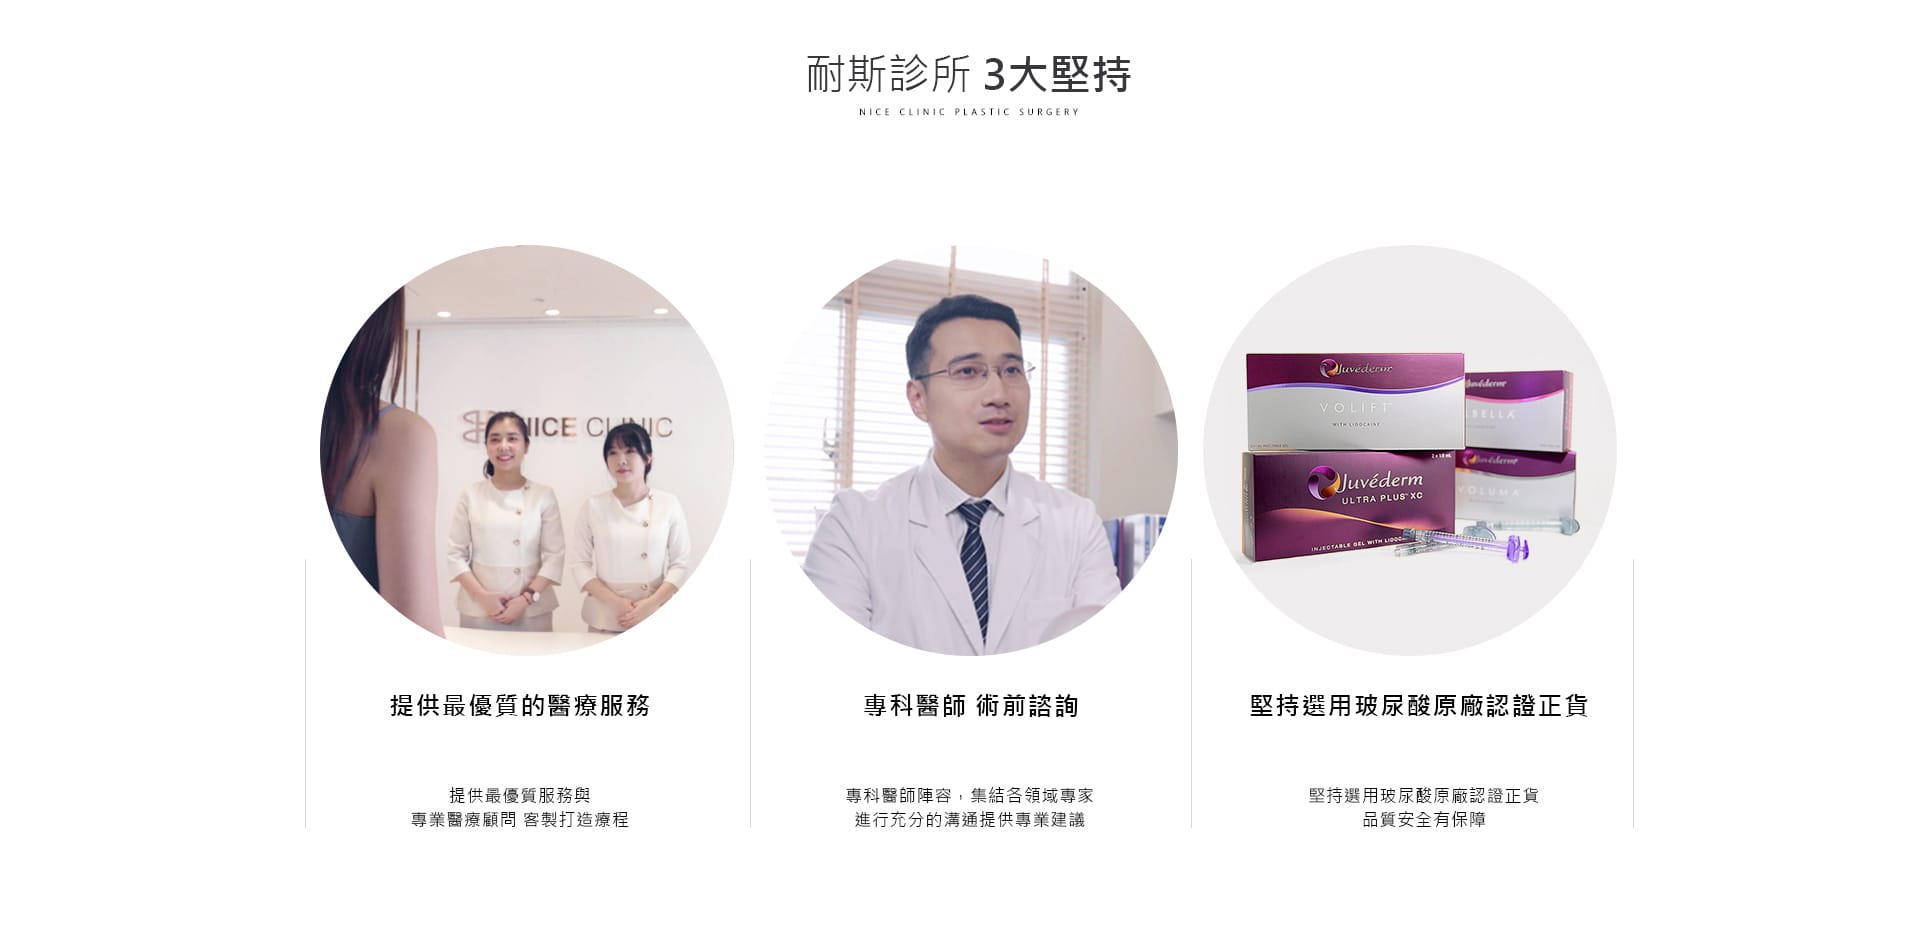 耐斯診所 3大堅持
NICE CLINIC PLASTIC SURGERY
NICE CLINIC
Juvéderm
VOLIFT
WITH LIDOCAINE
Juvéderm
BELLA
Juvéderm
ULTRA PLUS XC
2 x 1.0 mL
INJECTABLE GEL WITH
Juvéderm
VOLUMA
提供最優質的醫療服務
專科醫師 術前諮詢
堅持選用玻尿酸原廠認證正貨
提供最優質服務與
專業醫療顧問 客製打造療程
專科醫師陣容，集結各領域專家
進行充分的溝通提供專業建議
堅持選用玻尿酸原廠認證正貨
品質安全有保障